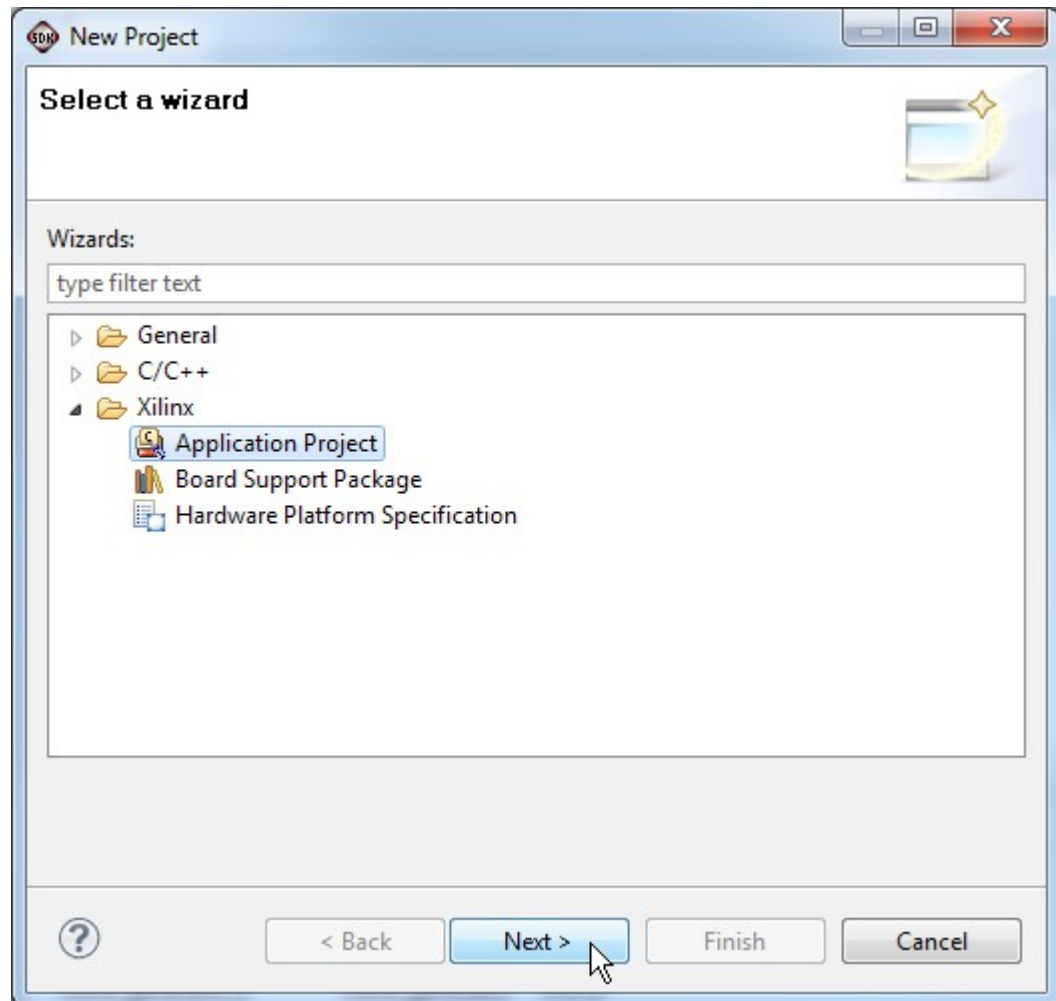 SDK New Project
Select a wizard
Wizards:
type filter text
General
C/C++
Xilinx
Application Project
Board Support Package
Hardware Platform Specification
? < Back Next > Finish Cancel